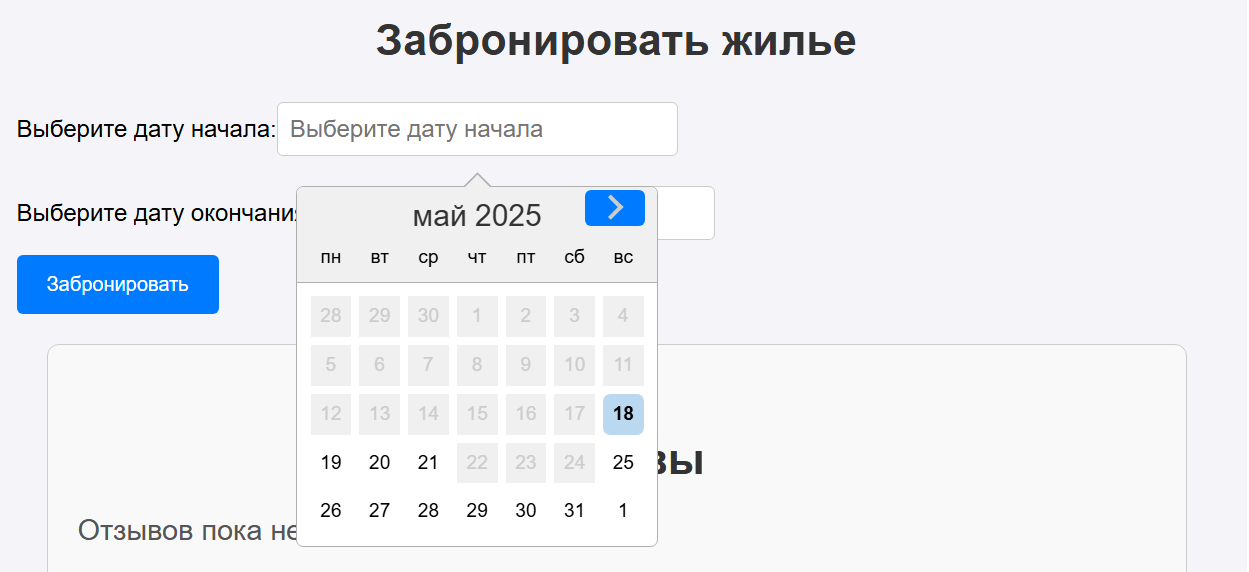 Забронировать жилье
Выберите дату начала: Выберите дату начала
Выберите дату
май 2025
пн вт ср чт пт сб вс
Забронировать
28 29 30 1 2 3 4
5 6 7 8 9 10 11
12 13 14 15 16 17 18
19 20 21 22 23 24 25
26 27 28 29 30 31 1
Отзывов пока